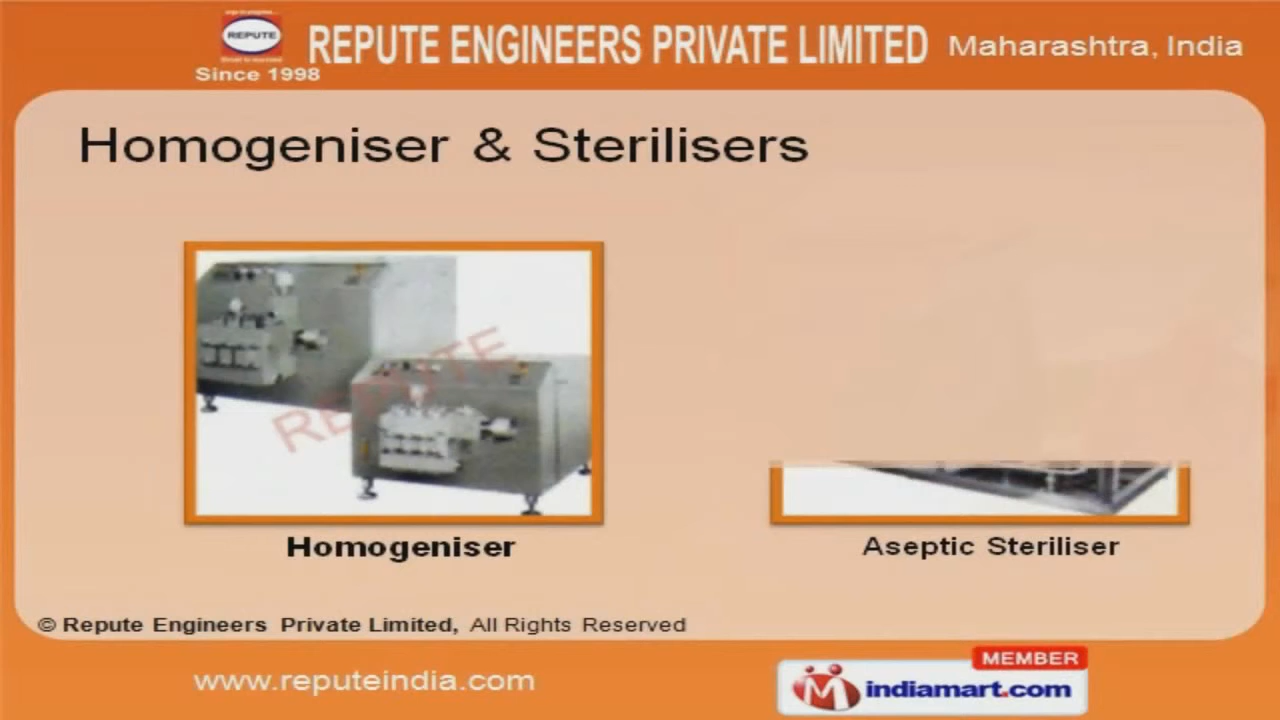 REPUTE
Since 1998
REPUTE ENGINEERS PRIVATE LIMITED
Maharashtra, India
Homogeniser & Sterilisers
REPUTE
Homogeniser
Aseptic Steriliser
© Repute Engineers Private Limited, All Rights Reserved
www.reputeindia.com
MEMBER
indiamart.com